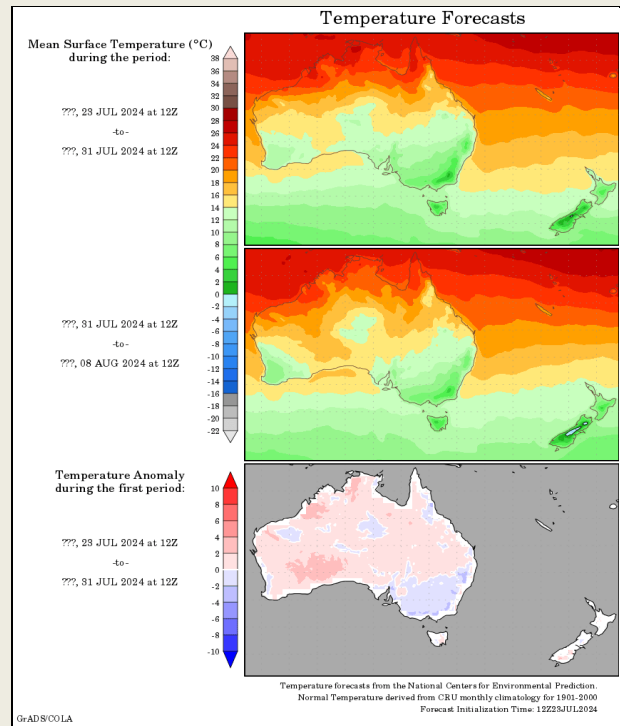 Temperature Forecasts
Mean Surface Temperature (°C)
during the period:
???, 23 JUL 2024 at 12Z
-to-
???, 31 JUL 2024 at 12Z
38
36
34
32
30
28
26
24
22
20
18
16
14
12
10
8
6
4
2
0
-2
-4
-6
-8
-10
-12
-14
-16
-18
-20
-22
???, 31 JUL 2024 at 12Z
-to-
???, 08 AUG 2024 at 12Z
Temperature Anomaly
during the first period:
???, 23 JUL 2024 at 12Z
-to-
???, 31 JUL 2024 at 12Z
10
8
6
4
2
0
-2
-4
-6
-8
-10
Temperature forecasts from the National Centers for Environmental Prediction.
Normal Temperature derived from CRU monthly climatology for 1901-2000
Forecast Initialization Time: 12Z23JUL2024
GrADS/COLA